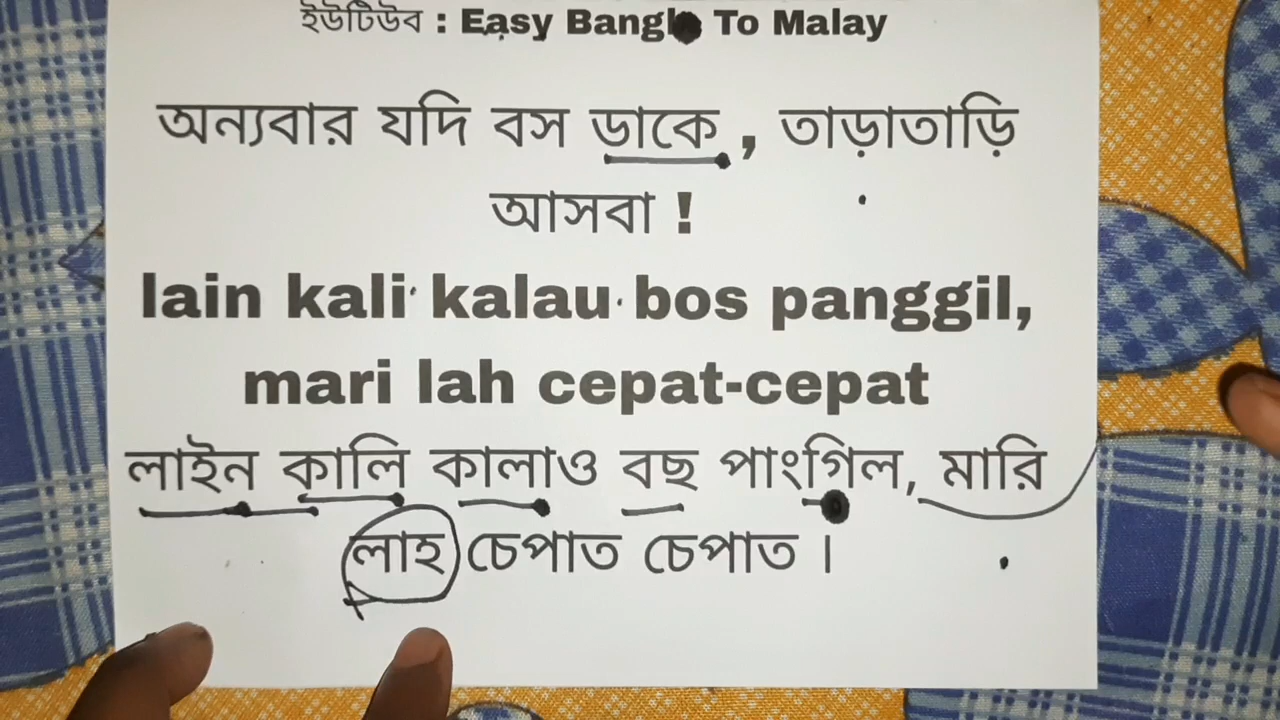 ইউটিউব : Easy Bangla To Malay
অন্যবার যদি বস ডাকে , তাড়াতাড়ি
আসবা !
lain kali kalau bos panggil,
mari lah cepat-cepat
লাইন কালি কালাও বছ পাংগিল, মারি
লাহ চেপাত চেপাত ।